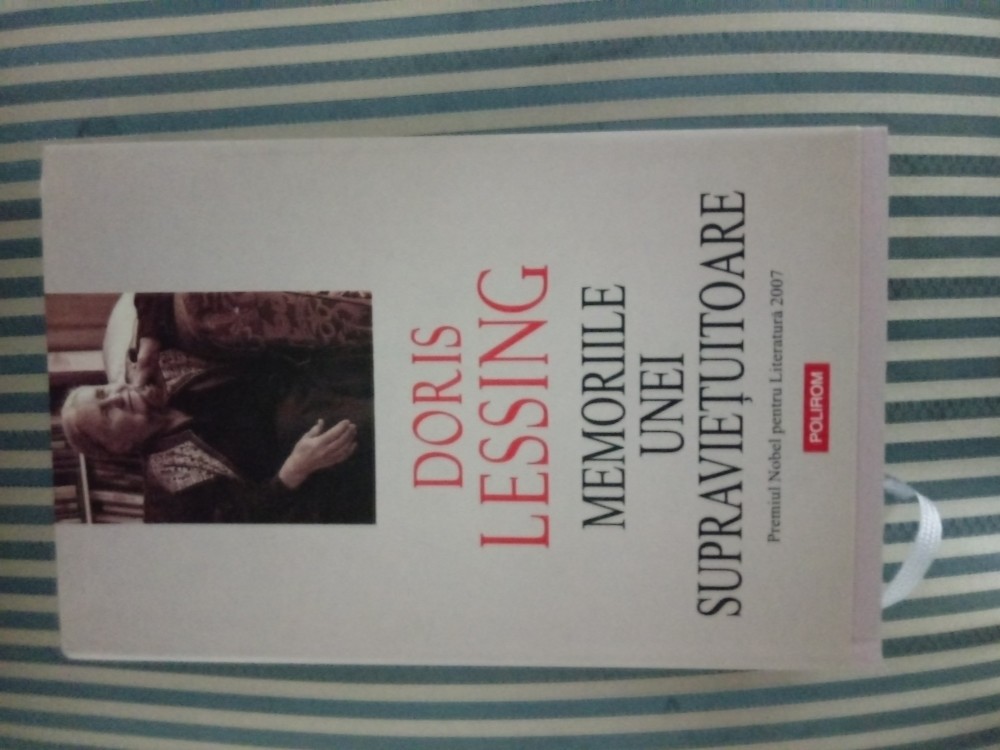 DORIS
LESSING
MEMORIILE
UNEI
SUPRAVIEȚUITOARE
Premiul Nobel pentru Literatură 2007
POLIROM